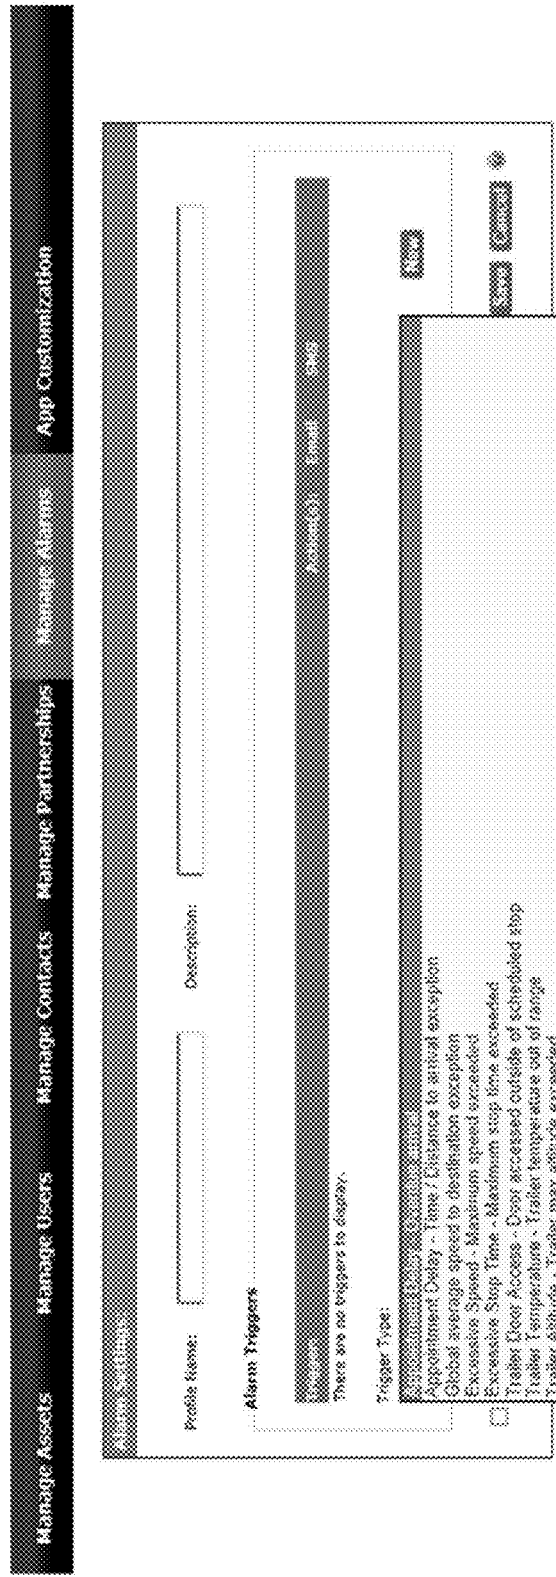 Manage Assets Manage Users Manage Contacts Manage Partnerships Manage Alarms App Customization
Alarm Settings
Profile Name: Description:
Alarm Triggers
Trigger Action(s) Email SMS
There are no triggers to display.
Trigger Type: New
Appointment Delay - Time / Distance to arrival exception
Global average speed to destination exception
Excessive Speed - Maximum speed exceeded
Excessive Stop Time - Maximum stop time exceeded
Trailer Door Access - Door accessed outside of scheduled stop
Trailer Temperature - Trailer temperature out of range
Save Cancel